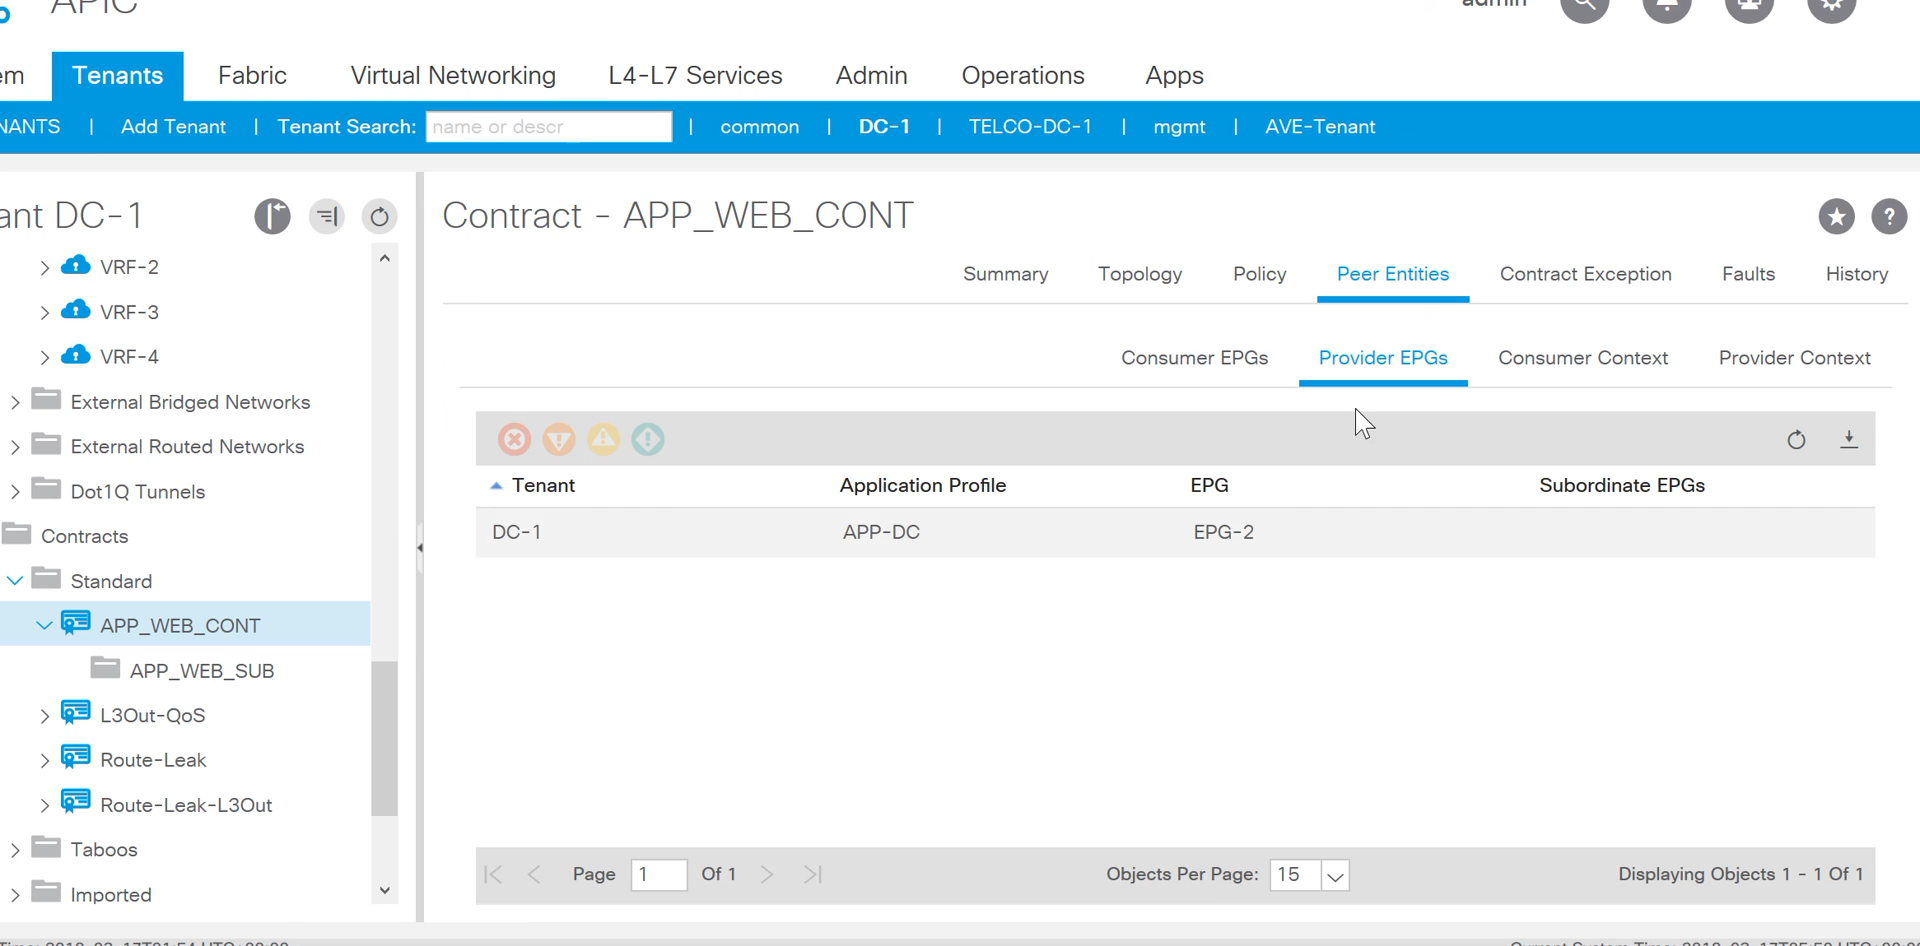 APIC
admin
em Tenants Fabric Virtual Networking L4-L7 Services Admin Operations Apps
NANTS | Add Tenant | Tenant Search: name or descr | common | DC-1 | TELCO-DC-1 | mgmt | AVE-Tenant
ant DC-1
Contract - APP_WEB_CONT
VRF-2
VRF-3
VRF-4
External Bridged Networks
External Routed Networks
Dot1Q Tunnels
Contracts
Standard
APP_WEB_CONT
APP_WEB_SUB
L3Out-QoS
Route-Leak
Route-Leak-L3Out
Taboos
Imported
Summary Topology Policy Peer Entities Contract Exception Faults History
Consumer EPGs Provider EPGs Consumer Context Provider Context
Tenant Application Profile EPG Subordinate EPGs
DC-1 APP-DC EPG-2
Page 1 Of 1 Objects Per Page: 15 Displaying Objects 1 - 1 Of 1